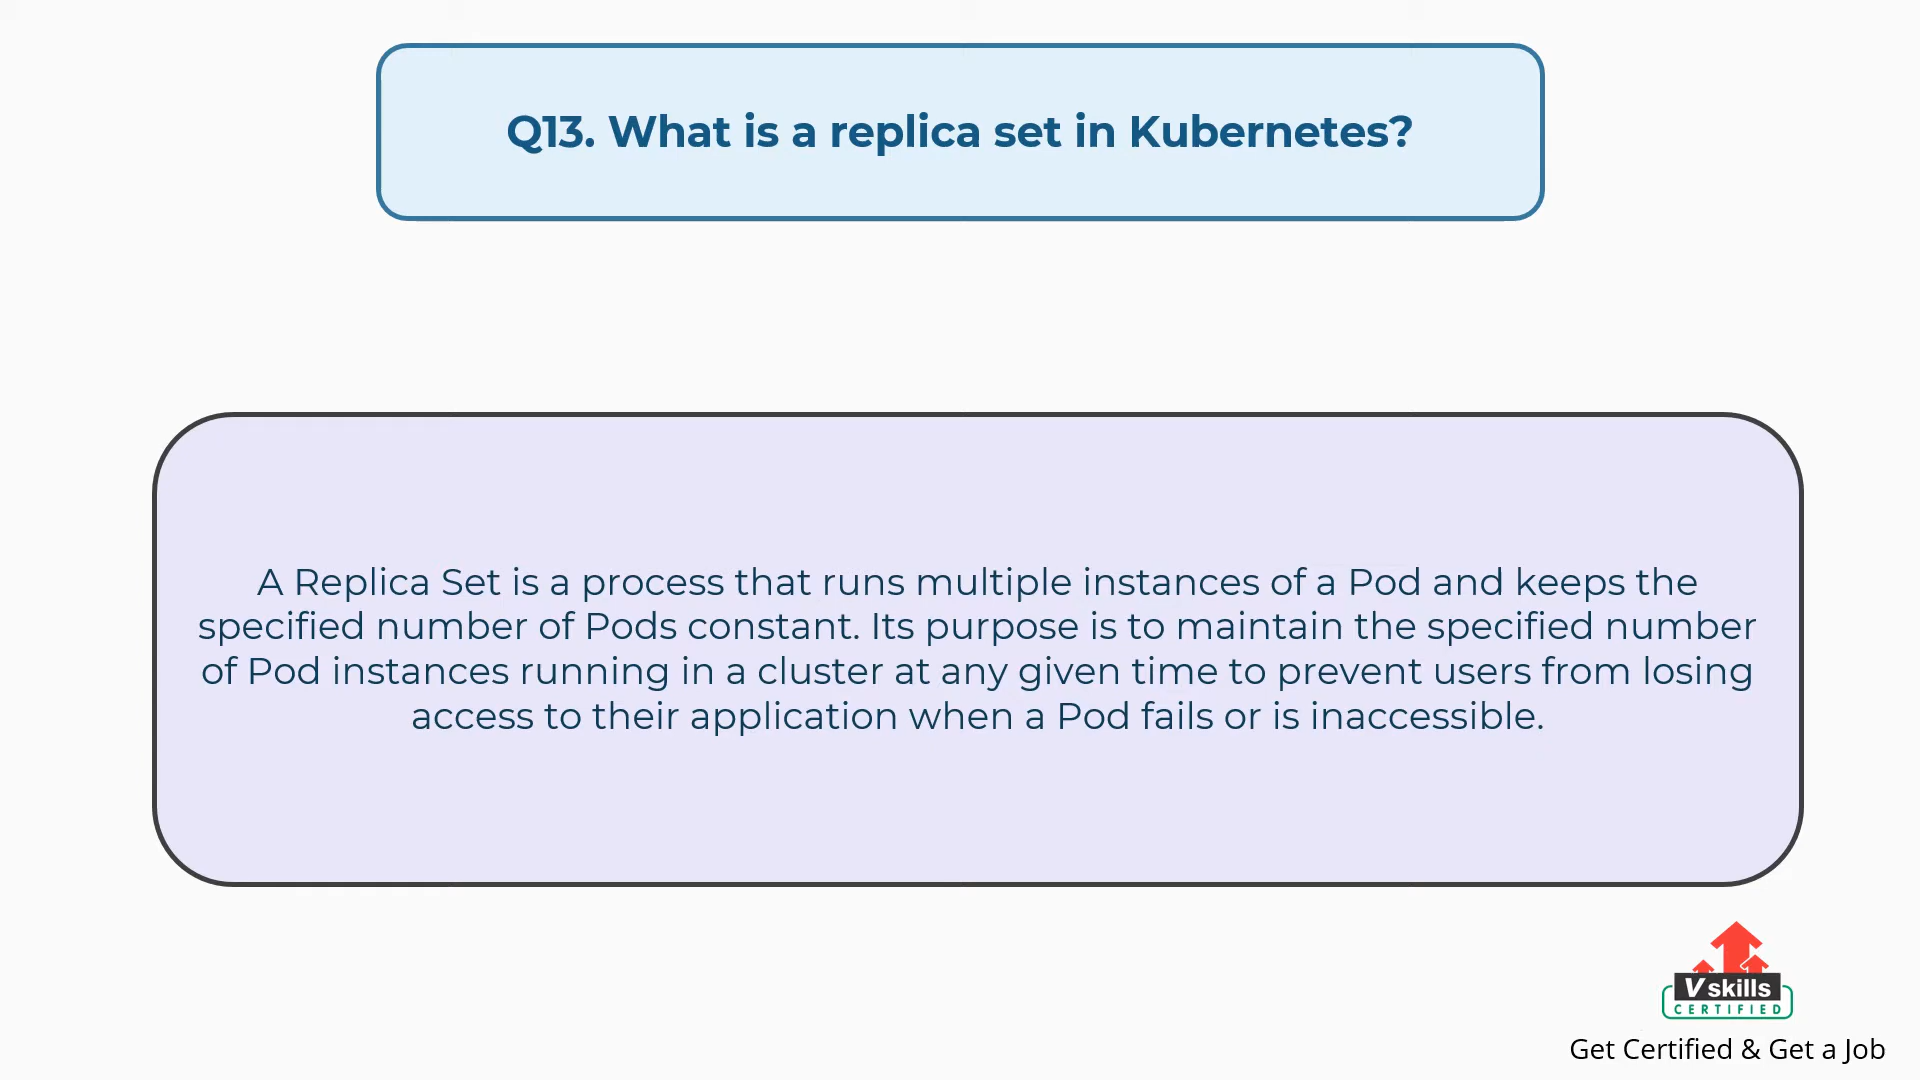 Q13. What is a replica set in Kubernetes?
A Replica Set is a process that runs multiple instances of a Pod and keeps the
specified number of Pods constant. Its purpose is to maintain the specified number
of Pod instances running in a cluster at any given time to prevent users from losing
access to their application when a Pod fails or is inaccessible.
Vskills
CERTIFIED
Get Certified & Get a Job